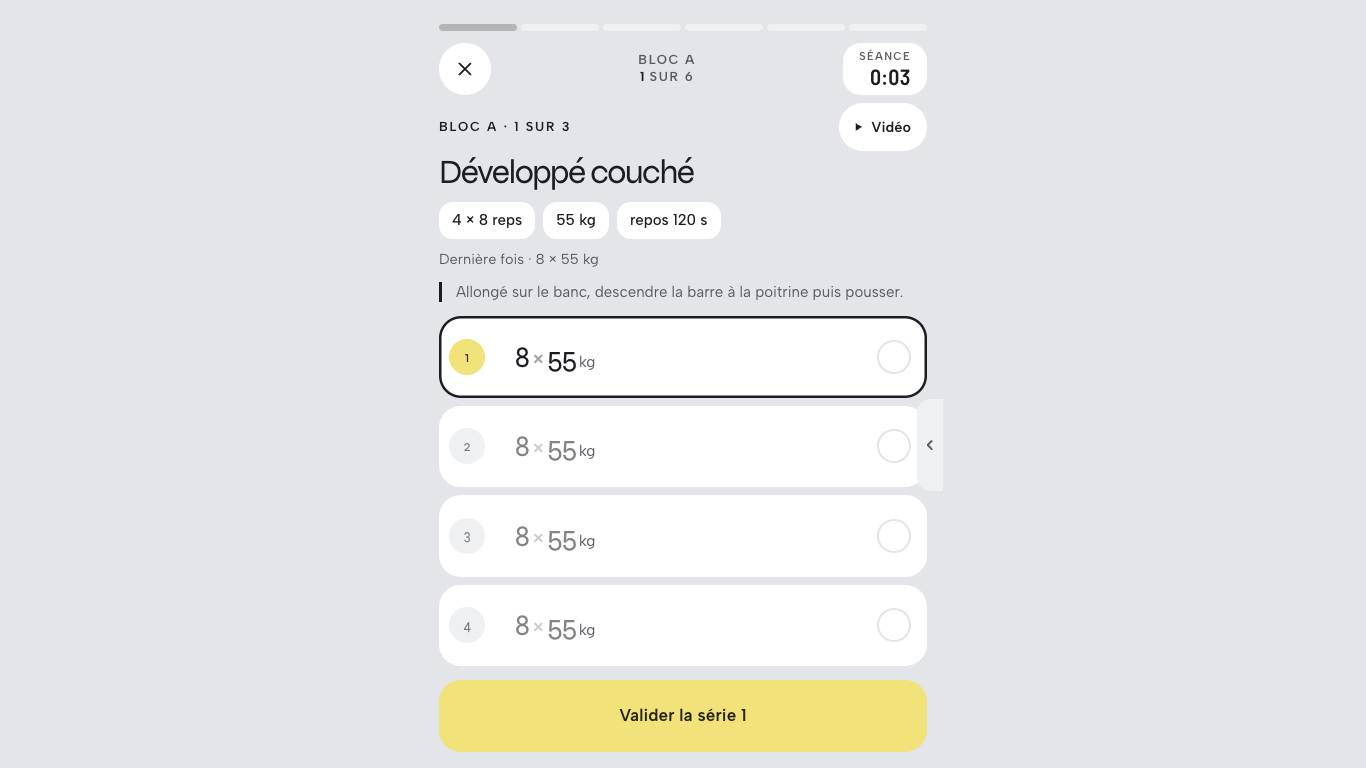 BLOC A
1 SUR 6
SÉANCE
0:03
BLOC A · 1 SUR 3
Vidéo
Développé couché
4 × 8 reps
55 kg
repos 120 s
Dernière fois · 8 × 55 kg
Allongé sur le banc, descendre la barre à la poitrine puis pousser.
1 8 × 55 kg
2 8 × 55 kg
3 8 × 55 kg
4 8 × 55 kg
Valider la série 1